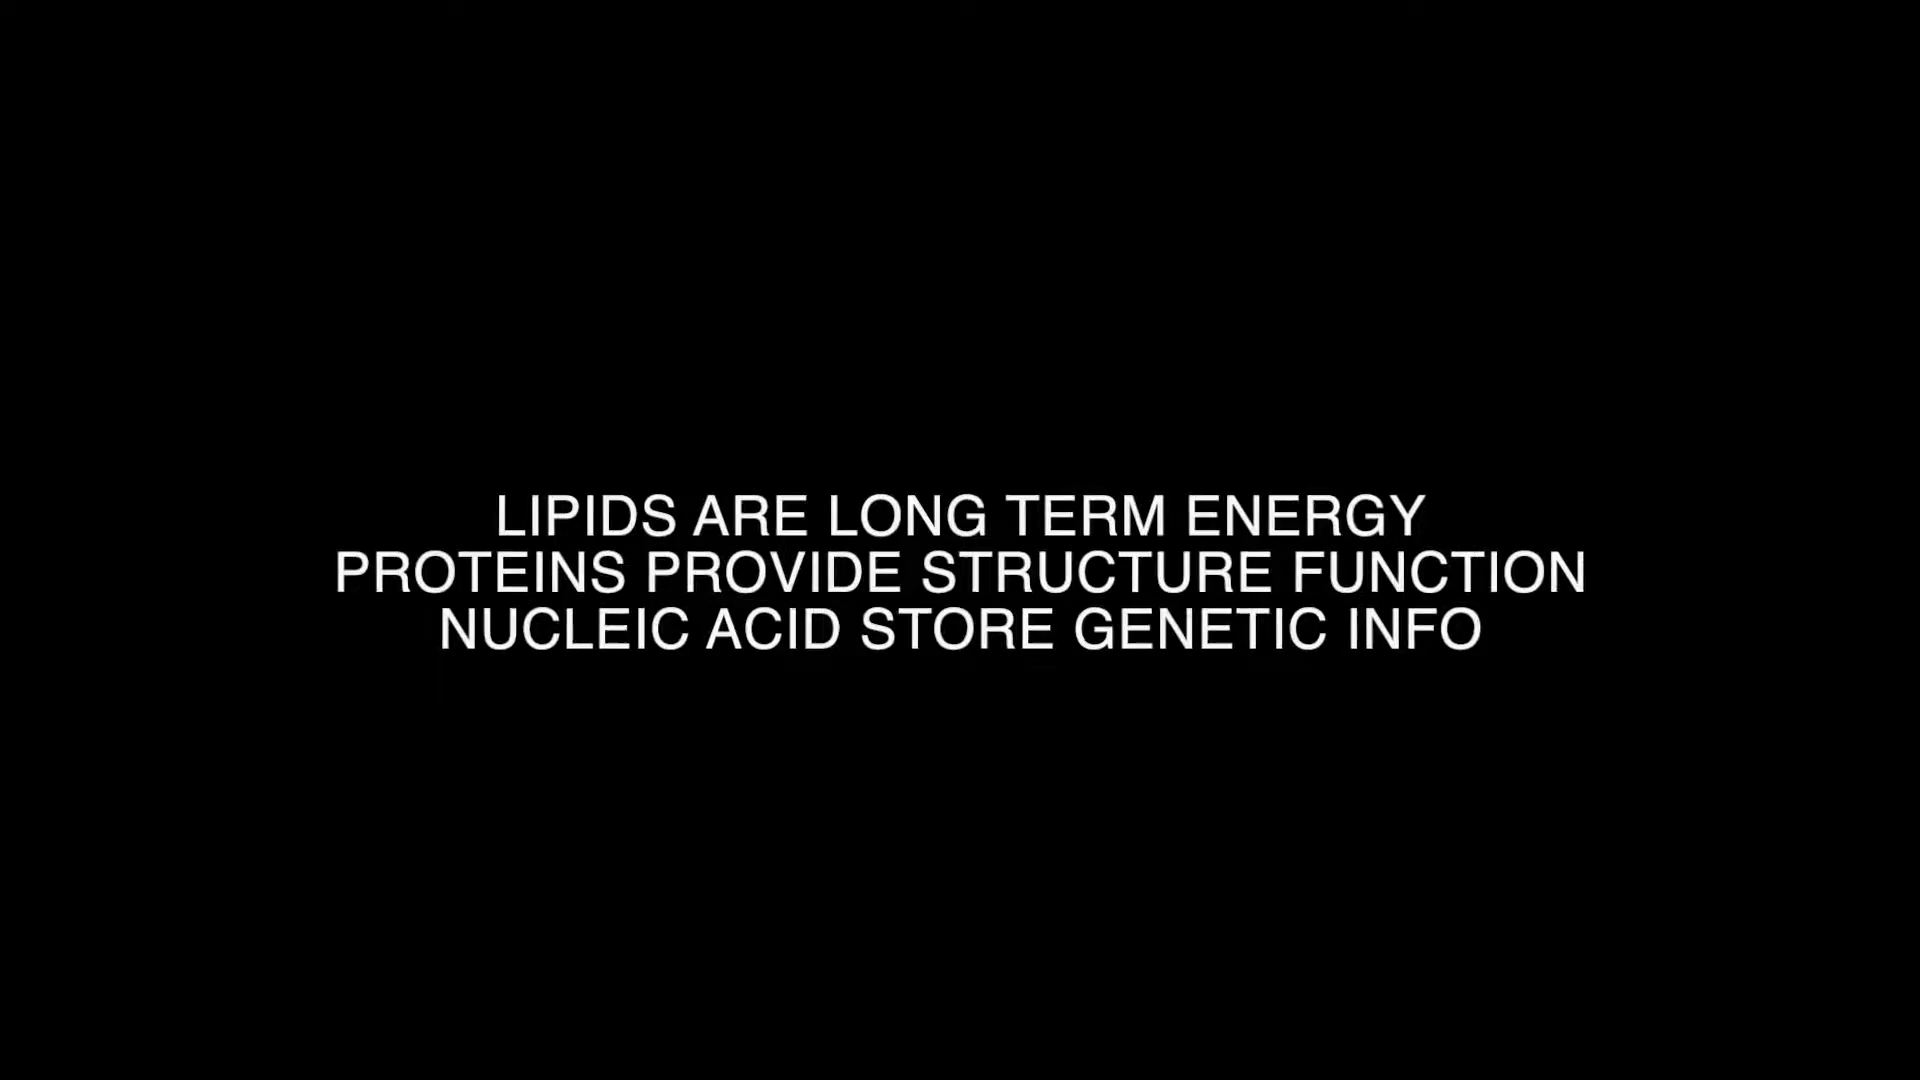 LIPIDS ARE LONG TERM ENERGY
PROTEINS PROVIDE STRUCTURE FUNCTION
NUCLEIC ACID STORE GENETIC INFO